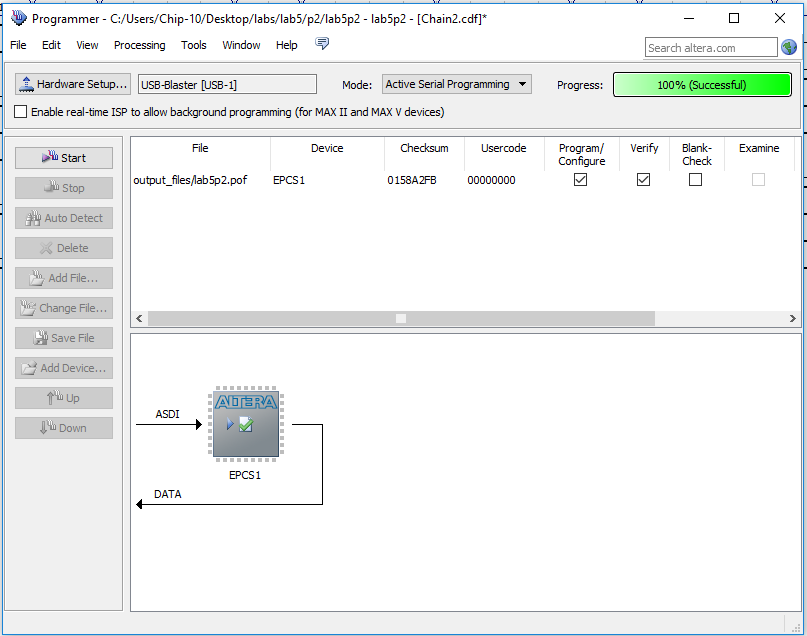 Programmer - C:/Users/Chip-10/Desktop/labs/lab5/p2/lab5p2 - lab5p2 - [Chain2.cdf]*
File Edit View Processing Tools Window Help
Search altera.com
Hardware Setup... USB-Blaster [USB-1] Mode: Active Serial Programming Progress: 100% (Successful)
Enable real-time ISP to allow background programming (for MAX II and MAX V devices)
Start
Stop
Auto Detect
Delete
Add File...
Change File...
Save File
Add Device...
Up
Down
File Device Checksum Usercode Program/ Configure Verify Blank- Check Examine
output_files/lab5p2.pof EPCS1 0158A2FB 00000000
ASDI
ALTERA
EPCS1
DATA